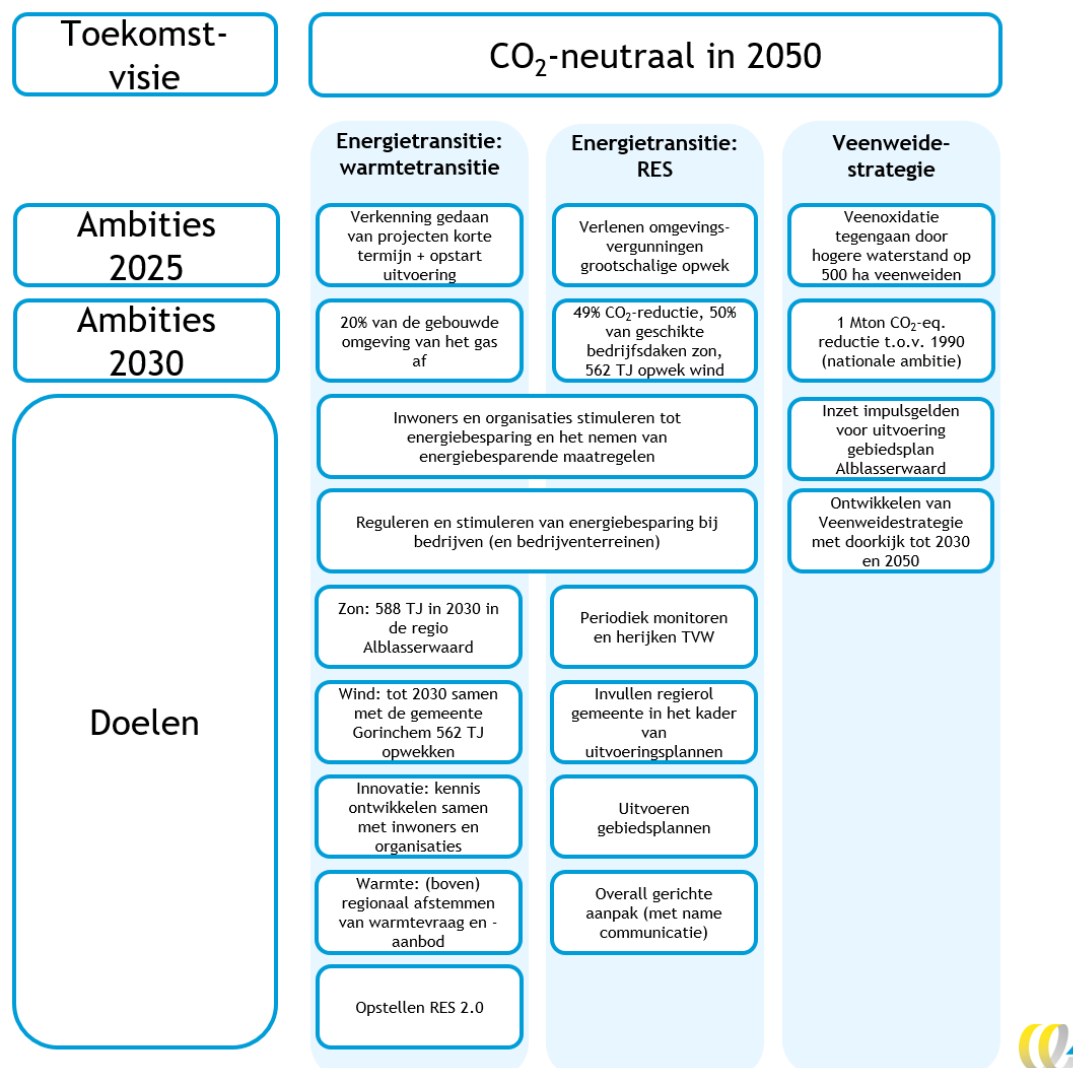 Toekomst-
visie
CO₂-neutraal in 2050
Energietransitie:
warmtetransitie
Energietransitie:
RES
Veenweide-
strategie
Ambities
2025
Verkenning gedaan
van projecten korte
termijn + opstart
uitvoering
Verlenen omgevings-
vergunningen
grootschalige opwek
Veenoxidatie
tegengaan door
hogere waterstand op
500 ha veenweiden
Ambities
2030
20% van de gebouwde
omgeving van het gas
af
49% CO₂-reductie, 50%
van geschikte
bedrijfsdaken zon,
562 TJ opwek wind
1 Mton CO₂-eq.
reductie t.o.v. 1990
(nationale ambitie)
Doelen
Inwoners en organisaties stimuleren tot
energiebesparing en het nemen van
energiebesparende maatregelen
Inzet impulsgelden
voor uitvoering
gebiedsplan
Alblasserwaard
Reguleren en stimuleren van energiebesparing bij
bedrijven (en bedrijventerreinen)
Ontwikkelen van
Veenweidestrategie
met doorkijk tot 2030
en 2050
Zon: 588 TJ in 2030 in
de regio
Alblasserwaard
Periodiek monitoren
en herijken TVW
Wind: tot 2030 samen
met de gemeente
Gorinchem 562 TJ
opwekken
Invullen regierol
gemeente in het kader
van
uitvoeringsplannen
Innovatie: kennis
ontwikkelen samen
met inwoners en
organisaties
Uitvoeren
gebiedsplannen
Warmte: (boven)
regionaal afstemmen
van warmtevraag en -
aanbod
Overall gerichte
aanpak (met name
communicatie)
Opstellen RES 2.0